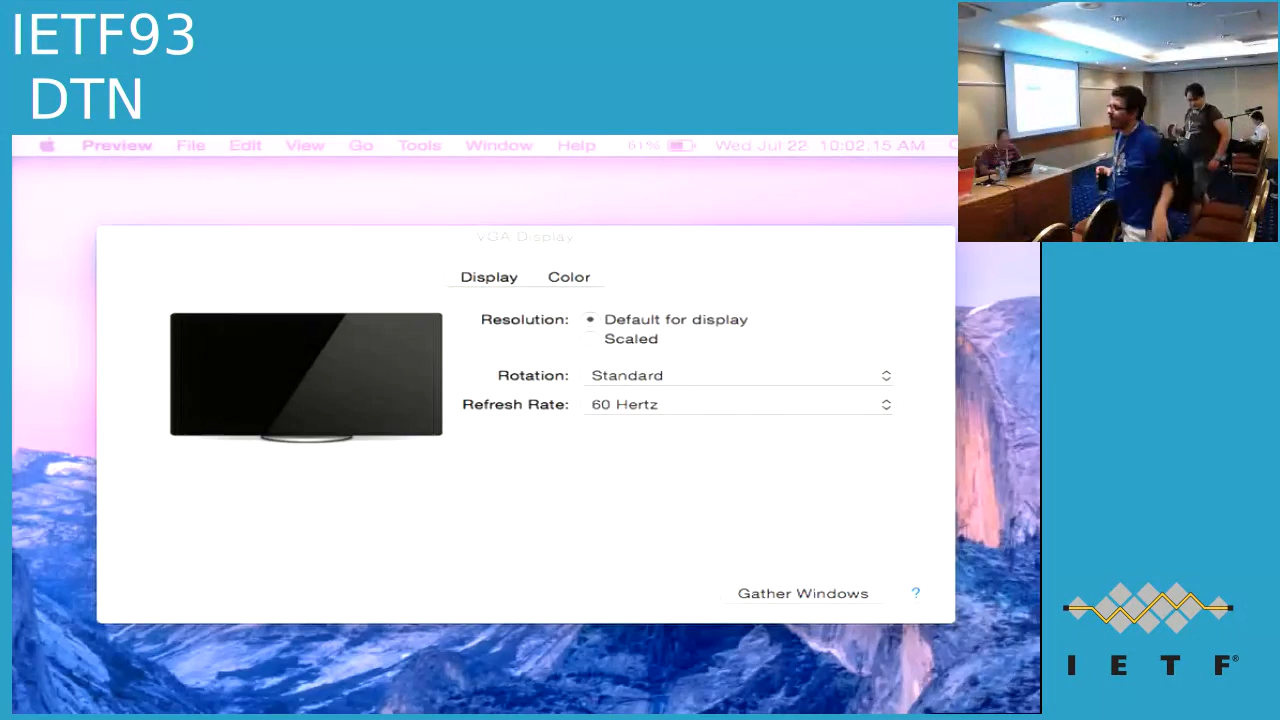 IETF93
DTN
Preview File Edit View Go Tools Window Help 61% Wed Jul 22 10:02:15 AM
VGA Display
Display Color
Resolution: Default for display
Scaled
Rotation: Standard
Refresh Rate: 60 Hertz
Gather Windows ?
I E T F®